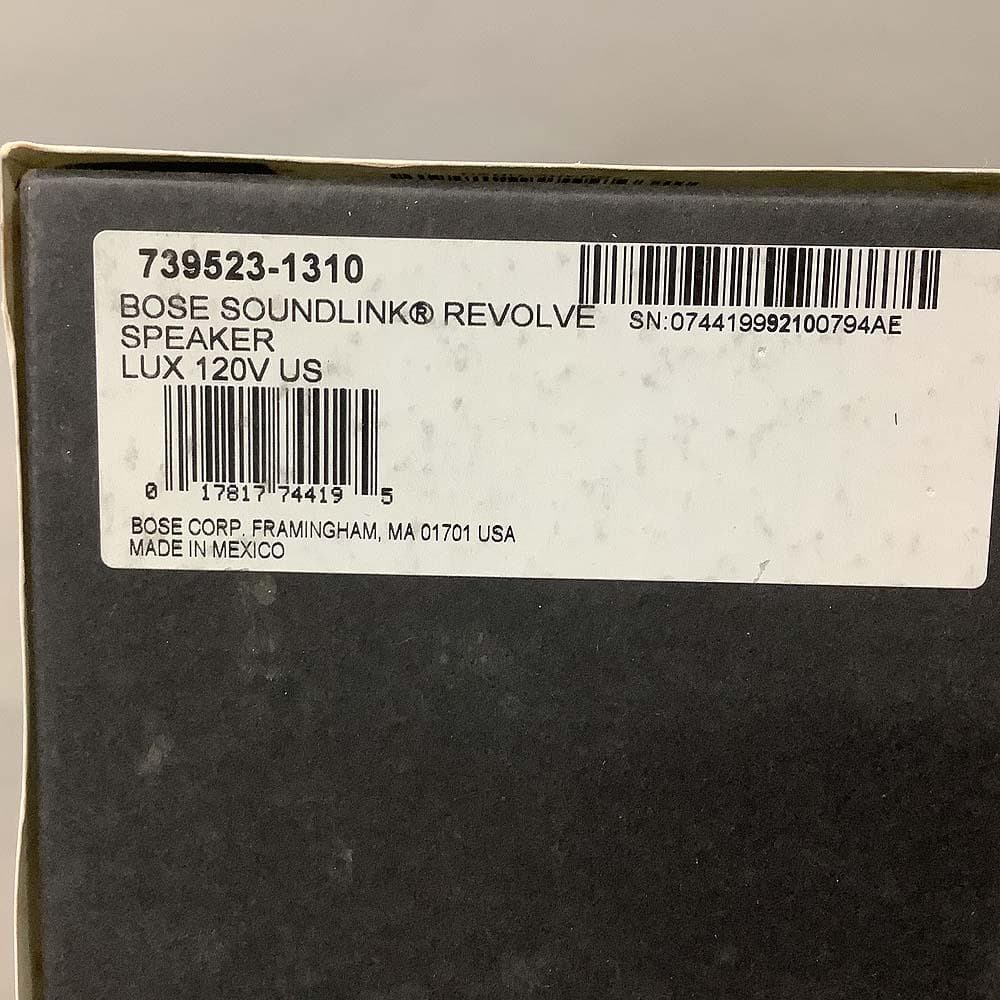 739523-1310
BOSE SOUNDLINK® REVOLVE
SPEAKER
LUX 120V US
SN:074419992100794AE
0 17817 74419 5
BOSE CORP. FRAMINGHAM, MA 01701 USA
MADE IN MEXICO